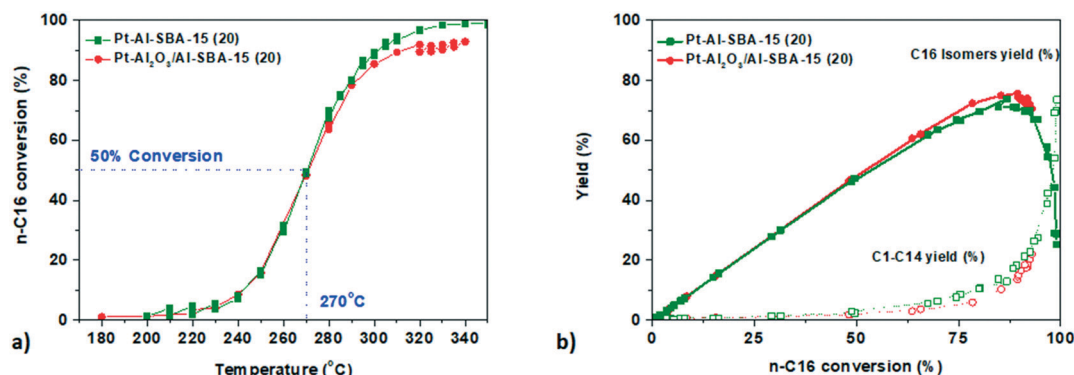 100
80
60
40
20
0
n-C16 conversion (%)
Pt-Al-SBA-15 (20)
Pt-Al₂O₃/Al-SBA-15 (20)
50% Conversion
270°C
180 200 220 240 260 280 300 320 340
Temperature (°C)
a)
100
80
60
40
20
0
Yield (%)
Pt-Al-SBA-15 (20)
Pt-Al₂O₃/Al-SBA-15 (20)
C16 Isomers yield (%)
C1-C14 yield (%)
0 25 50 75 100
n-C16 conversion (%)
b)